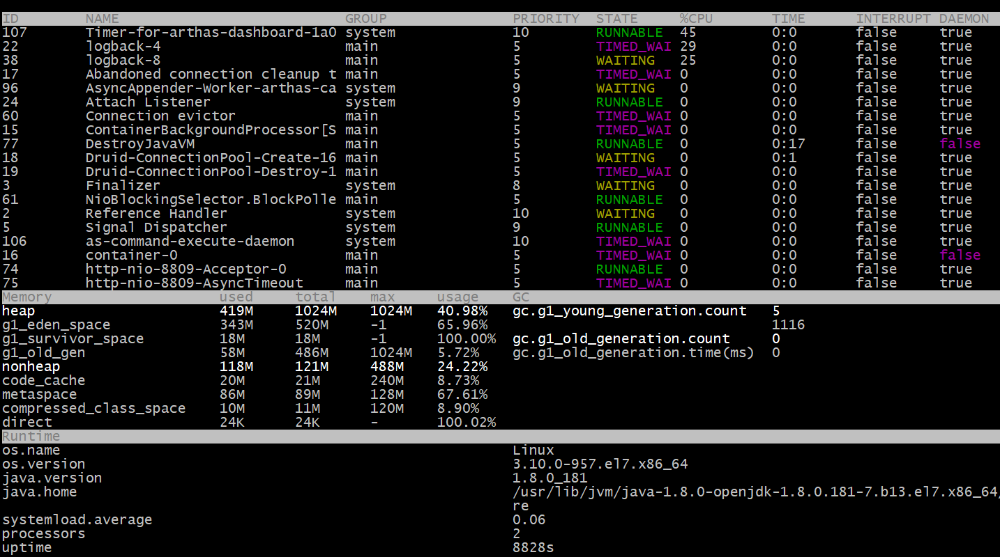 ID NAME GROUP PRIORITY STATE %CPU TIME INTERRUPT DAEMON
107 Timer-for-arthas-dashboard-1a0 system 10 RUNNABLE 45 0:0 false true
22 logback-4 main 5 TIMED_WAI 29 0:0 false true
38 logback-8 main 5 WAITING 25 0:0 false true
17 Abandoned connection cleanup t main 5 TIMED_WAI 0 0:0 false true
96 AsyncAppender-Worker-arthas-ca system 9 WAITING 0 0:0 false true
24 Attach Listener system 9 RUNNABLE 0 0:0 false true
60 Connection evictor main 5 TIMED_WAI 0 0:0 false true
15 ContainerBackgroundProcessor[S main 5 TIMED_WAI 0 0:0 false true
77 DestroyJavaVM main 5 RUNNABLE 0 0:17 false false
18 Druid-ConnectionPool-Create-16 main 5 WAITING 0 0:1 false true
19 Druid-ConnectionPool-Destroy-1 main 5 TIMED_WAI 0 0:0 false true
3 Finalizer system 8 WAITING 0 0:0 false true
61 NioBlockingSelector.BlockPolle main 5 RUNNABLE 0 0:0 false true
2 Reference Handler system 10 WAITING 0 0:0 false true
5 Signal Dispatcher system 9 RUNNABLE 0 0:0 false true
106 as-command-execute-daemon system 10 TIMED_WAI 0 0:0 false true
16 container-0 main 5 TIMED_WAI 0 0:0 false false
74 http-nio-8809-Acceptor-0 main 5 RUNNABLE 0 0:0 false true
75 http-nio-8809-AsyncTimeout main 5 TIMED_WAI 0 0:0 false true
Memory used total max usage GC
heap 419M 1024M 1024M 40.98% gc.g1_young_generation.count 5
g1_eden_space 343M 520M -1 65.96% 1116
g1_survivor_space 18M 18M -1 100.00% gc.g1_old_generation.count 0
g1_old_gen 58M 486M 1024M 5.72% gc.g1_old_generation.time(ms) 0
nonheap 118M 121M 488M 24.22%
code_cache 20M 21M 240M 8.73%
metaspace 86M 89M 128M 67.61%
compressed_class_space 10M 11M 120M 8.90%
direct 24K 24K - 100.02%
Runtime
os.name Linux
os.version 3.10.0-957.el7.x86_64
java.version 1.8.0_181
java.home /usr/lib/jvm/java-1.8.0-openjdk-1.8.0.181-7.b13.el7.x86_64/
re
systemload.average 0.06
processors 2
uptime 8828s